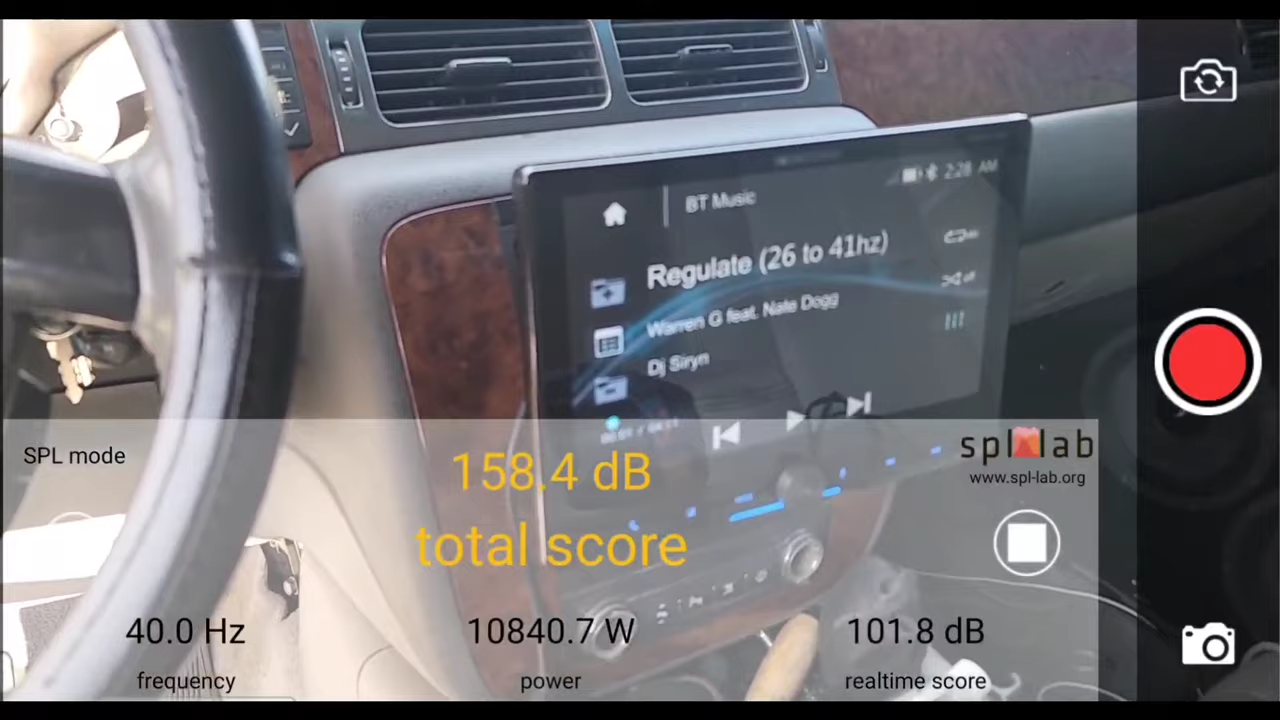 2:28 AM
BT Music
Regulate (26 to 41hz)
Warren G feat. Nate Dogg
Dj Siryn
SPL mode
158.4 dB
total score
spl lab
www.spl-lab.org
40.0 Hz
frequency
10840.7 W
power
101.8 dB
realtime score